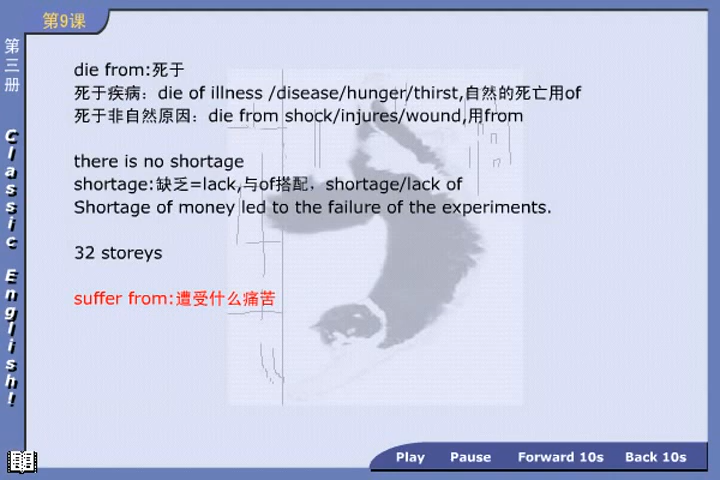 第9课
第三册
Classic English!
die from:死于
死于疾病：die of illness /disease/hunger/thirst,自然的死亡用of
死于非自然原因：die from shock/injures/wound,用from
there is no shortage
shortage:缺乏=lack,与of搭配，shortage/lack of
Shortage of money led to the failure of the experiments.
32 storeys
suffer from:遭受什么痛苦
Play Pause Forward 10s Back 10s